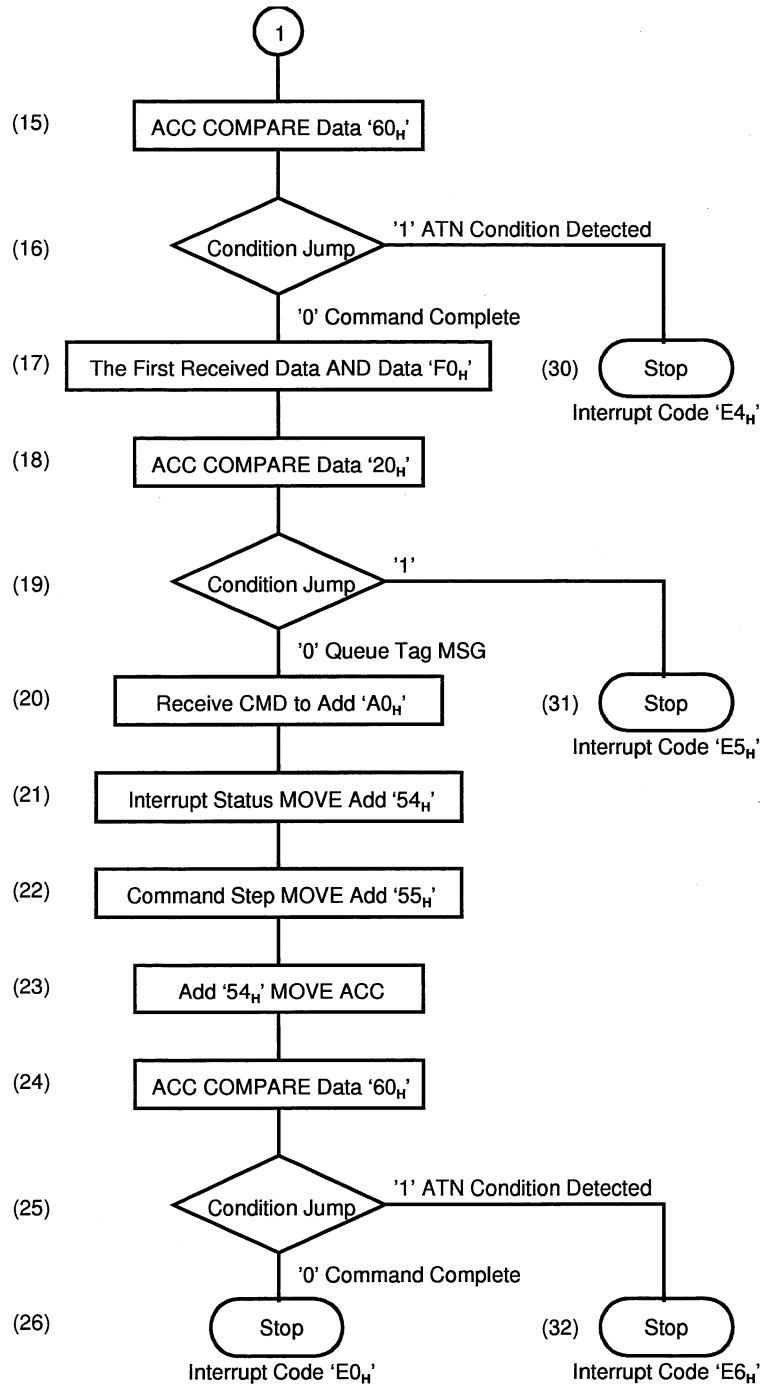 1
(15) ACC COMPARE Data ‘60H’
'1' ATN Condition Detected
(16) Condition Jump
'0' Command Complete
(17) The First Received Data AND Data ‘F0H’
(30) Stop
Interrupt Code ‘E4H’
(18) ACC COMPARE Data ‘20H’
'1'
(19) Condition Jump
'0' Queue Tag MSG
(20) Receive CMD to Add ‘A0H’
(31) Stop
Interrupt Code ‘E5H’
(21) Interrupt Status MOVE Add ‘54H’
(22) Command Step MOVE Add ‘55H’
(23) Add ‘54H’ MOVE ACC
(24) ACC COMPARE Data ‘60H’
'1' ATN Condition Detected
(25) Condition Jump
'0' Command Complete
(26) Stop
Interrupt Code ‘E0H’
(32) Stop
Interrupt Code ‘E6H’